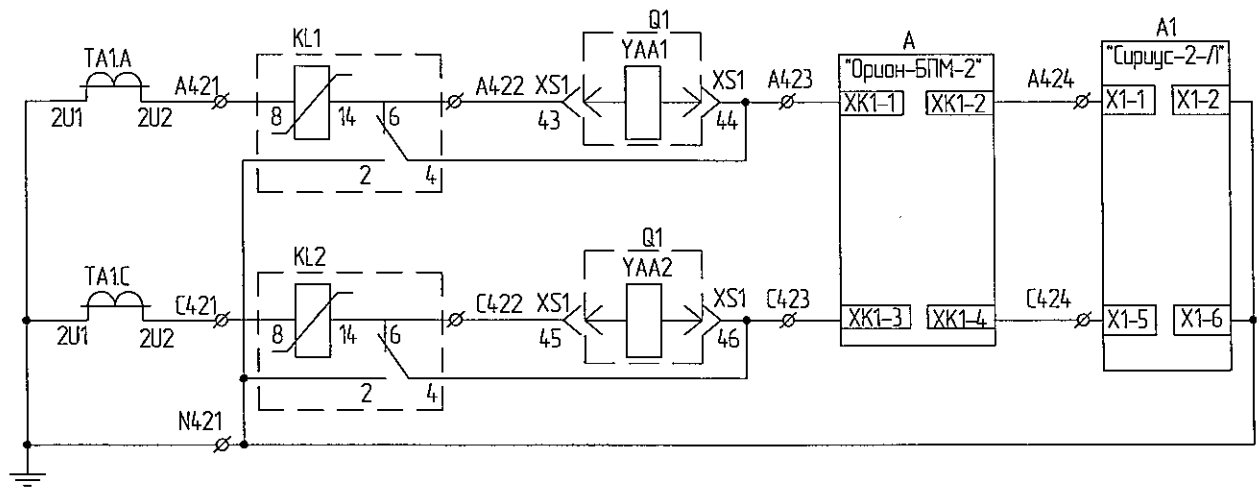 Q1
A1
KL1
YAA1
A
TA1.A
"Орион-БПМ-2"
"Сириус-2-Л"
A421
A422
XS1
XS1
A423
A424
XK1-1
XK1-2
X1-1
X1-2
2U1
2U2
8
14
6
43
44
2
4
Q1
KL2
YAA2
TA1.C
C421
C422
XS1
XS1
C423
C424
XK1-3
XK1-4
X1-5
X1-6
2U1
2U2
8
14
6
45
46
2
4
N421